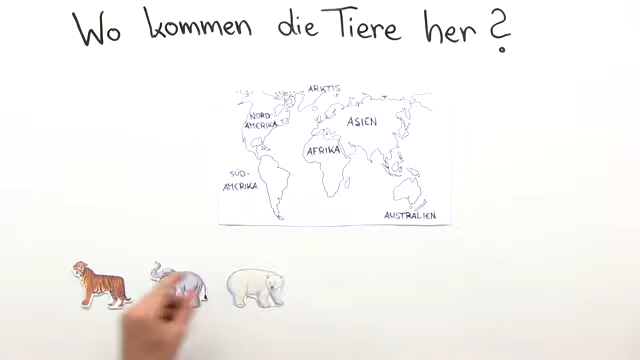 Wo kommen die Tiere her?
ARKTIS
NORD-
AMERIKA
ASIEN
AFRIKA
SÜD-
AMERIKA
AUSTRALIEN